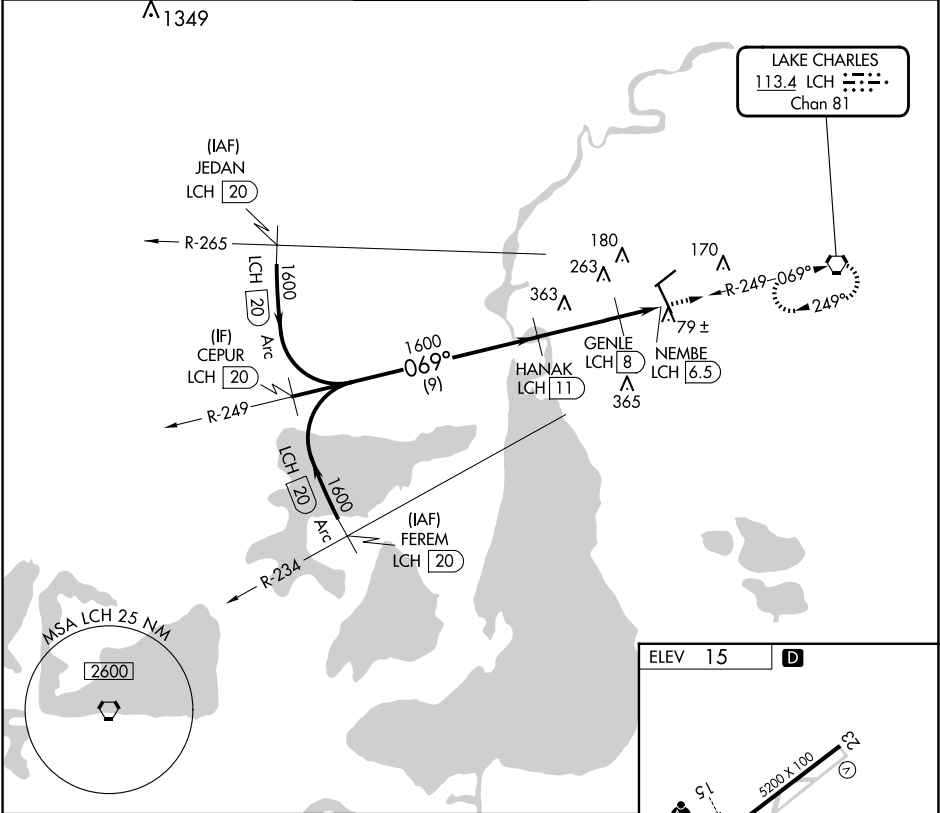 1349
LAKE CHARLES
113.4 LCH
Chan 81
(IAF)
JEDAN
LCH 20
R-265
1600
LCH 20 Arc
180
263
363
170
R-249
069°
249°
79 ±
(IF)
CEPUR
LCH 20
1600
069°
(9)
HANAK
LCH 11
GENLE
LCH 8
NEMBE
LCH 6.5
365
R-249
LCH 20 Arc
1600
(IAF)
FEREM
LCH 20
R-234
MSA LCH 25 NM
2600
ELEV 15 D
5200 X 100
23
15
V